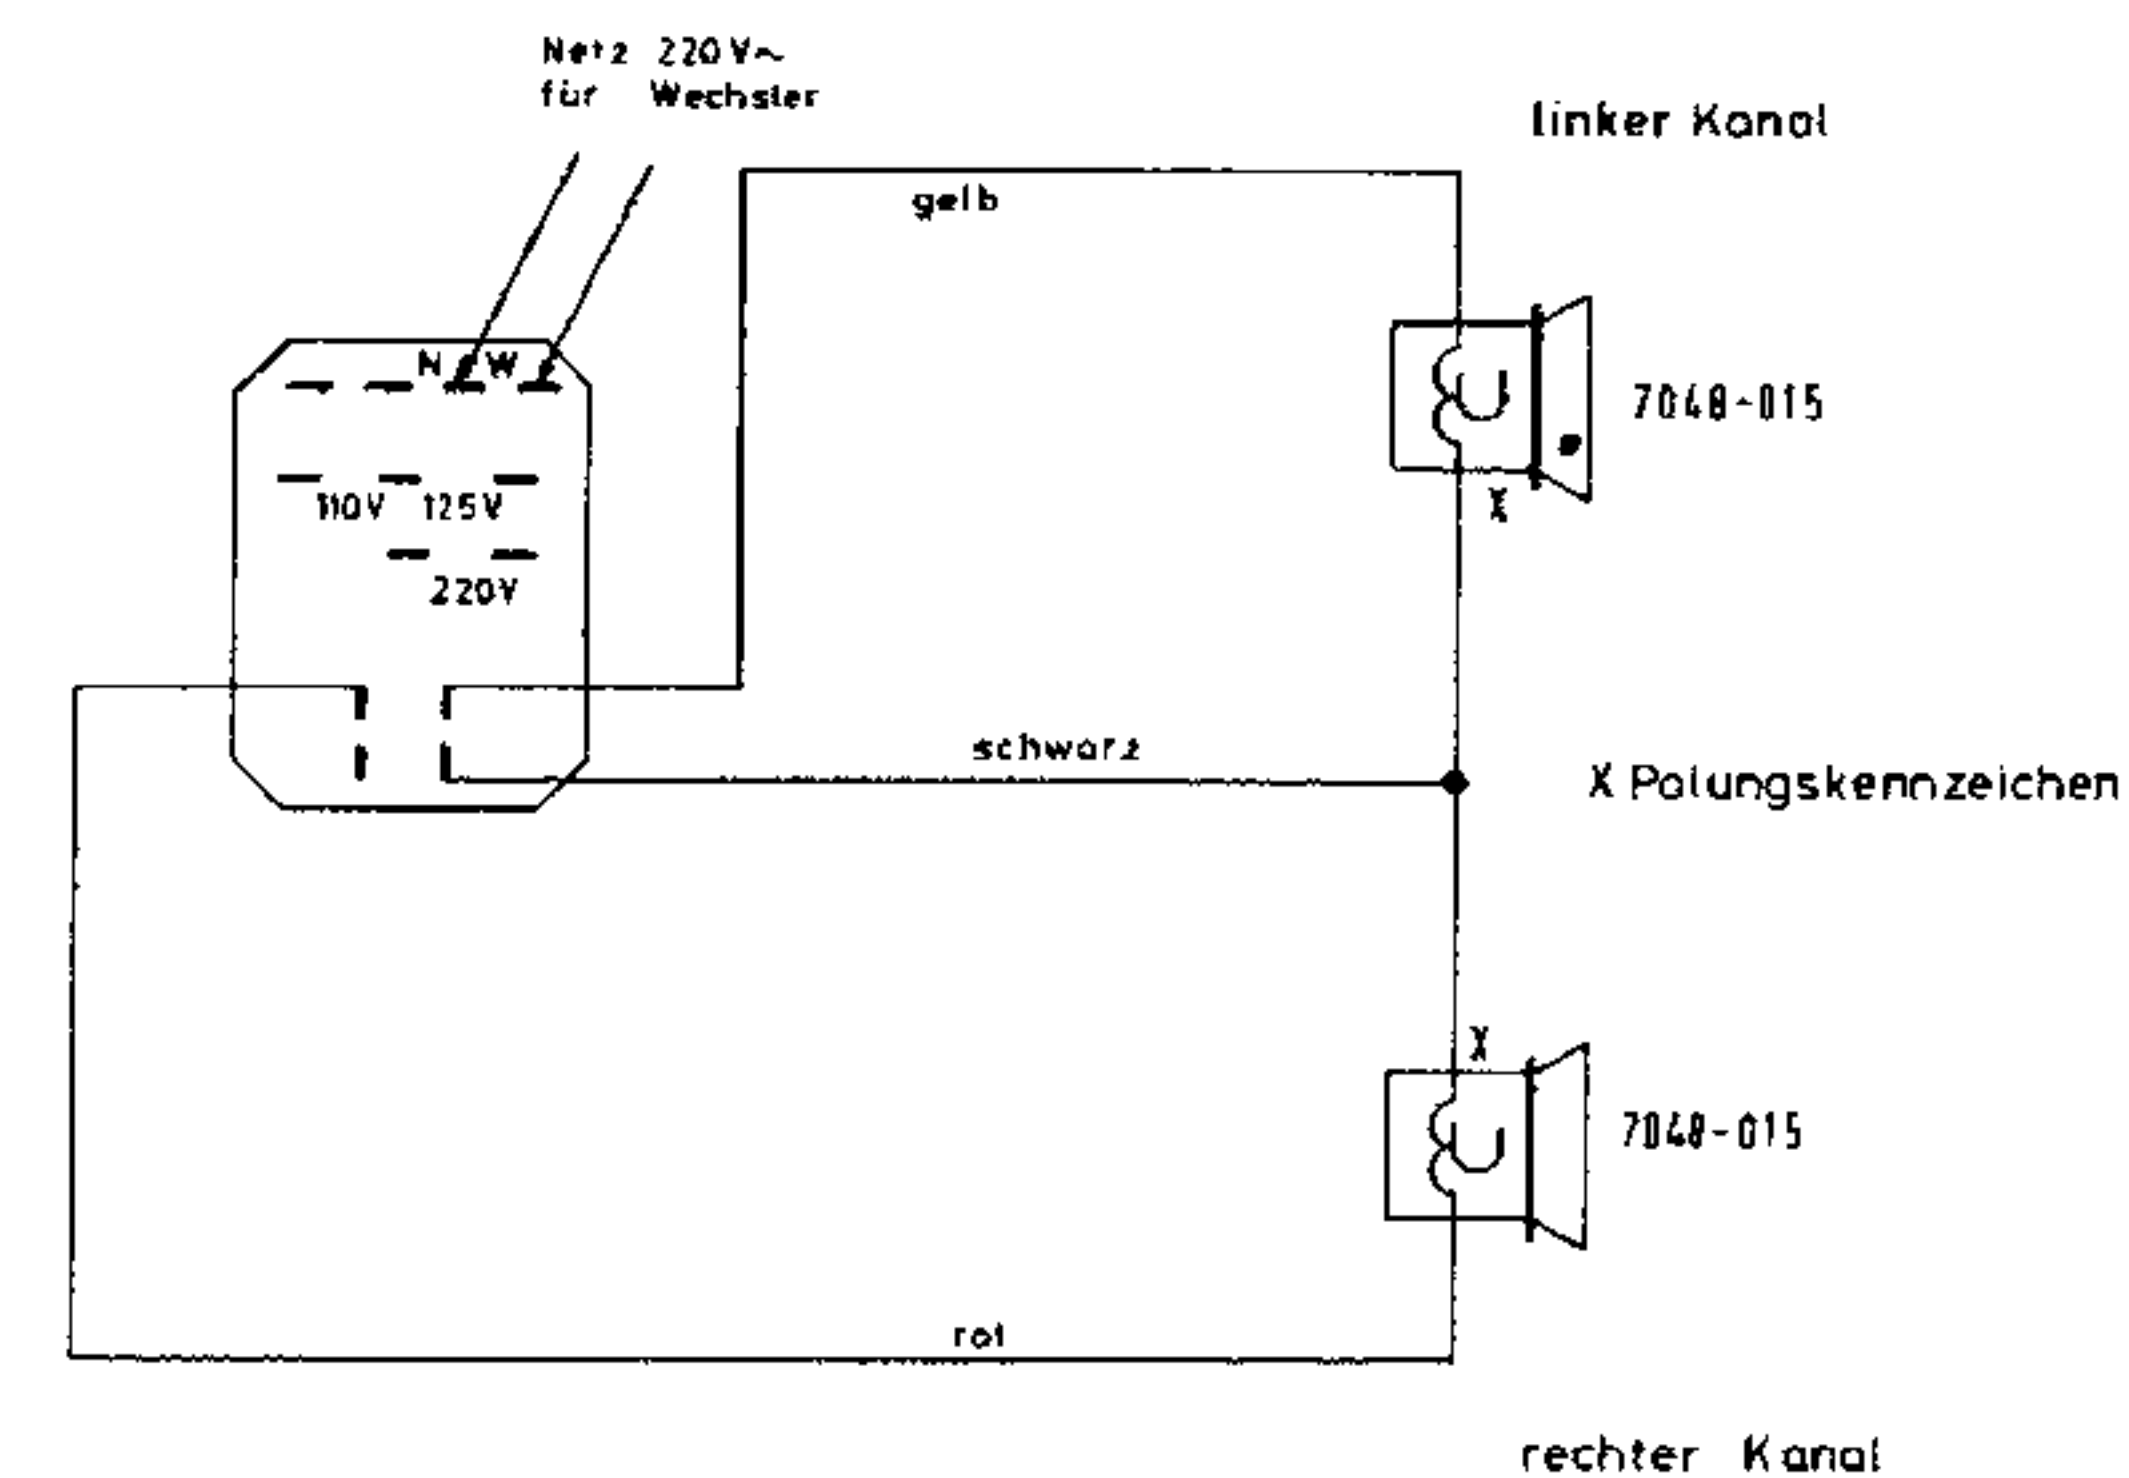 Netz 220V~
für Wechsler
linker Kanal
gelb
N W
7048-015
X
110V 125V
220V
schwarz
X Polungskennzeichen
X
7048-015
rot
rechter Kanal